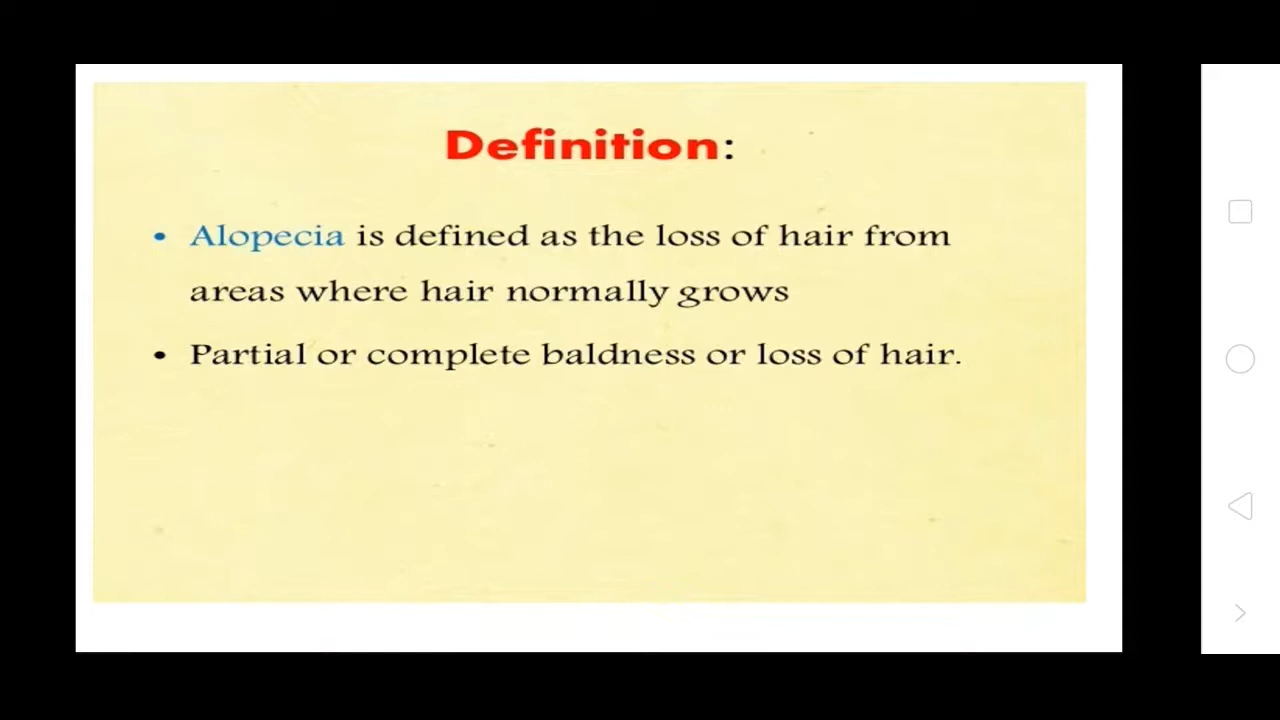 Definition:
• Alopecia is defined as the loss of hair from
areas where hair normally grows
• Partial or complete baldness or loss of hair.